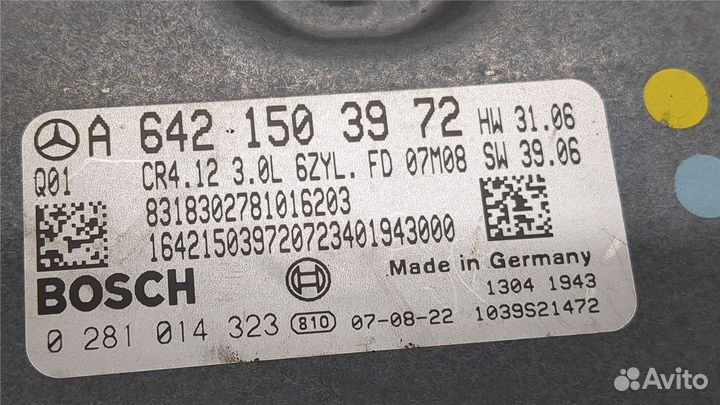 A 642 150 39 72 HW 31.06
Q01 CR4.12 3.0L 6ZYL. FD 07M08 SW 39.06
8318302781016203
164215039720723401943000
BOSCH Made in Germany
1304 1943
0 281 014 323 810 07-08-22 1039S21472
Avito